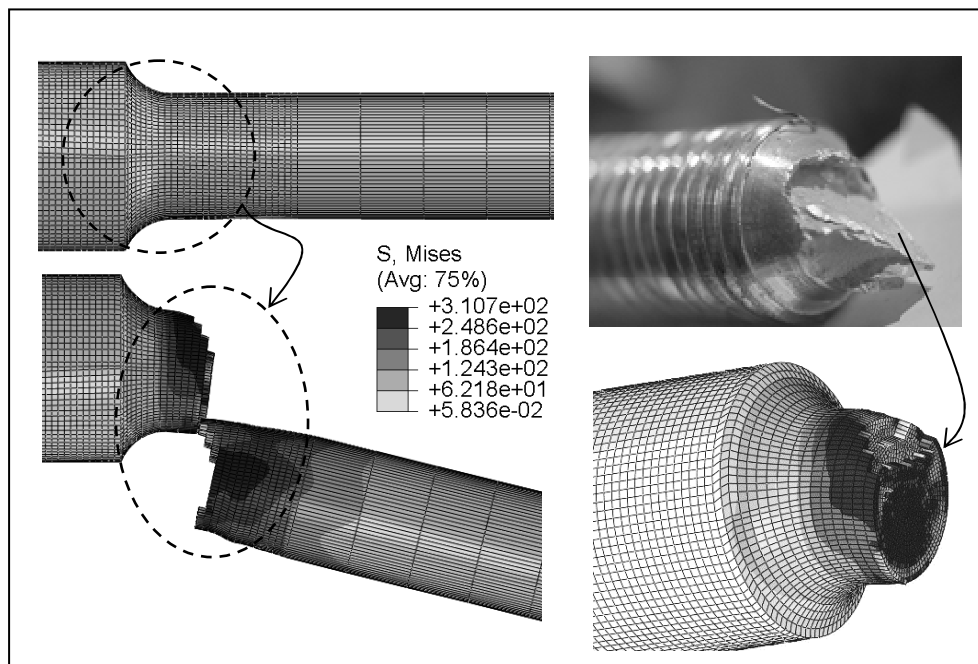 S, Mises
(Avg: 75%)
+3.107e+02
+2.486e+02
+1.864e+02
+1.243e+02
+6.218e+01
+5.836e-02